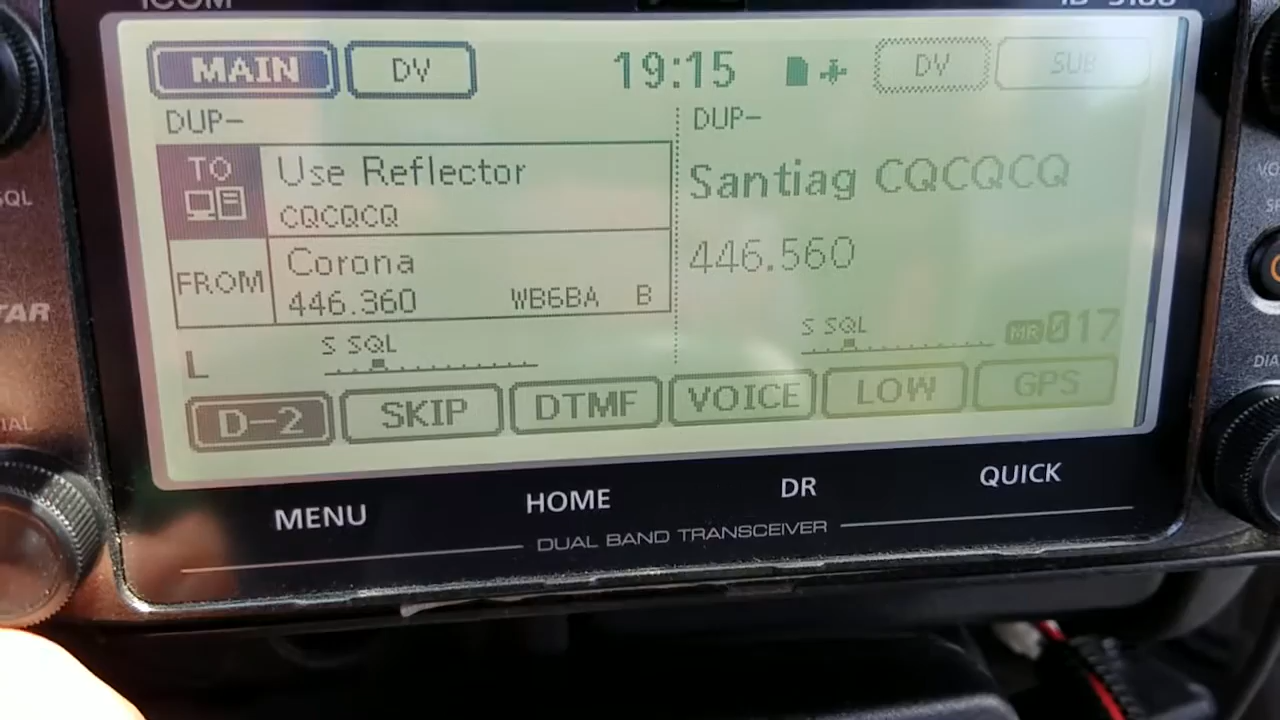 ICOM
MAIN DV 19:15 DV SUB
DUP- DUP-
TO Use Reflector
CQCQCQ
Santiag CQCQCQ
FROM Corona
446.360 WB6BA B
446.560
L S SQL
S SQL MR 017
D-2 SKIP DTMF VOICE LOW GPS
MENU HOME DR QUICK
DUAL BAND TRANSCEIVER
SQL